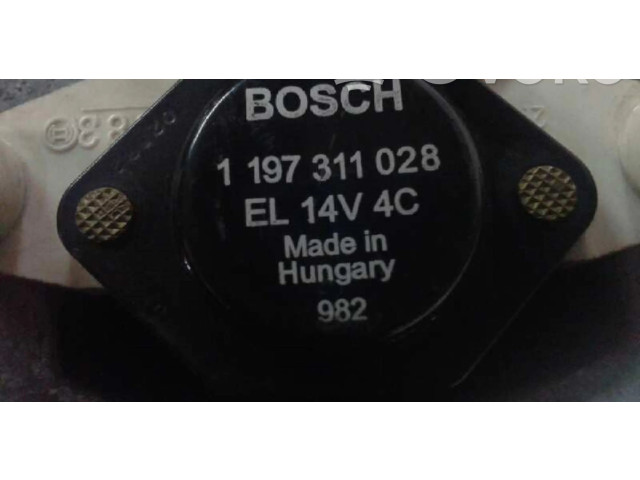 BOSCH
1 197 311 028
EL 14V 4C
Made in
Hungary
982